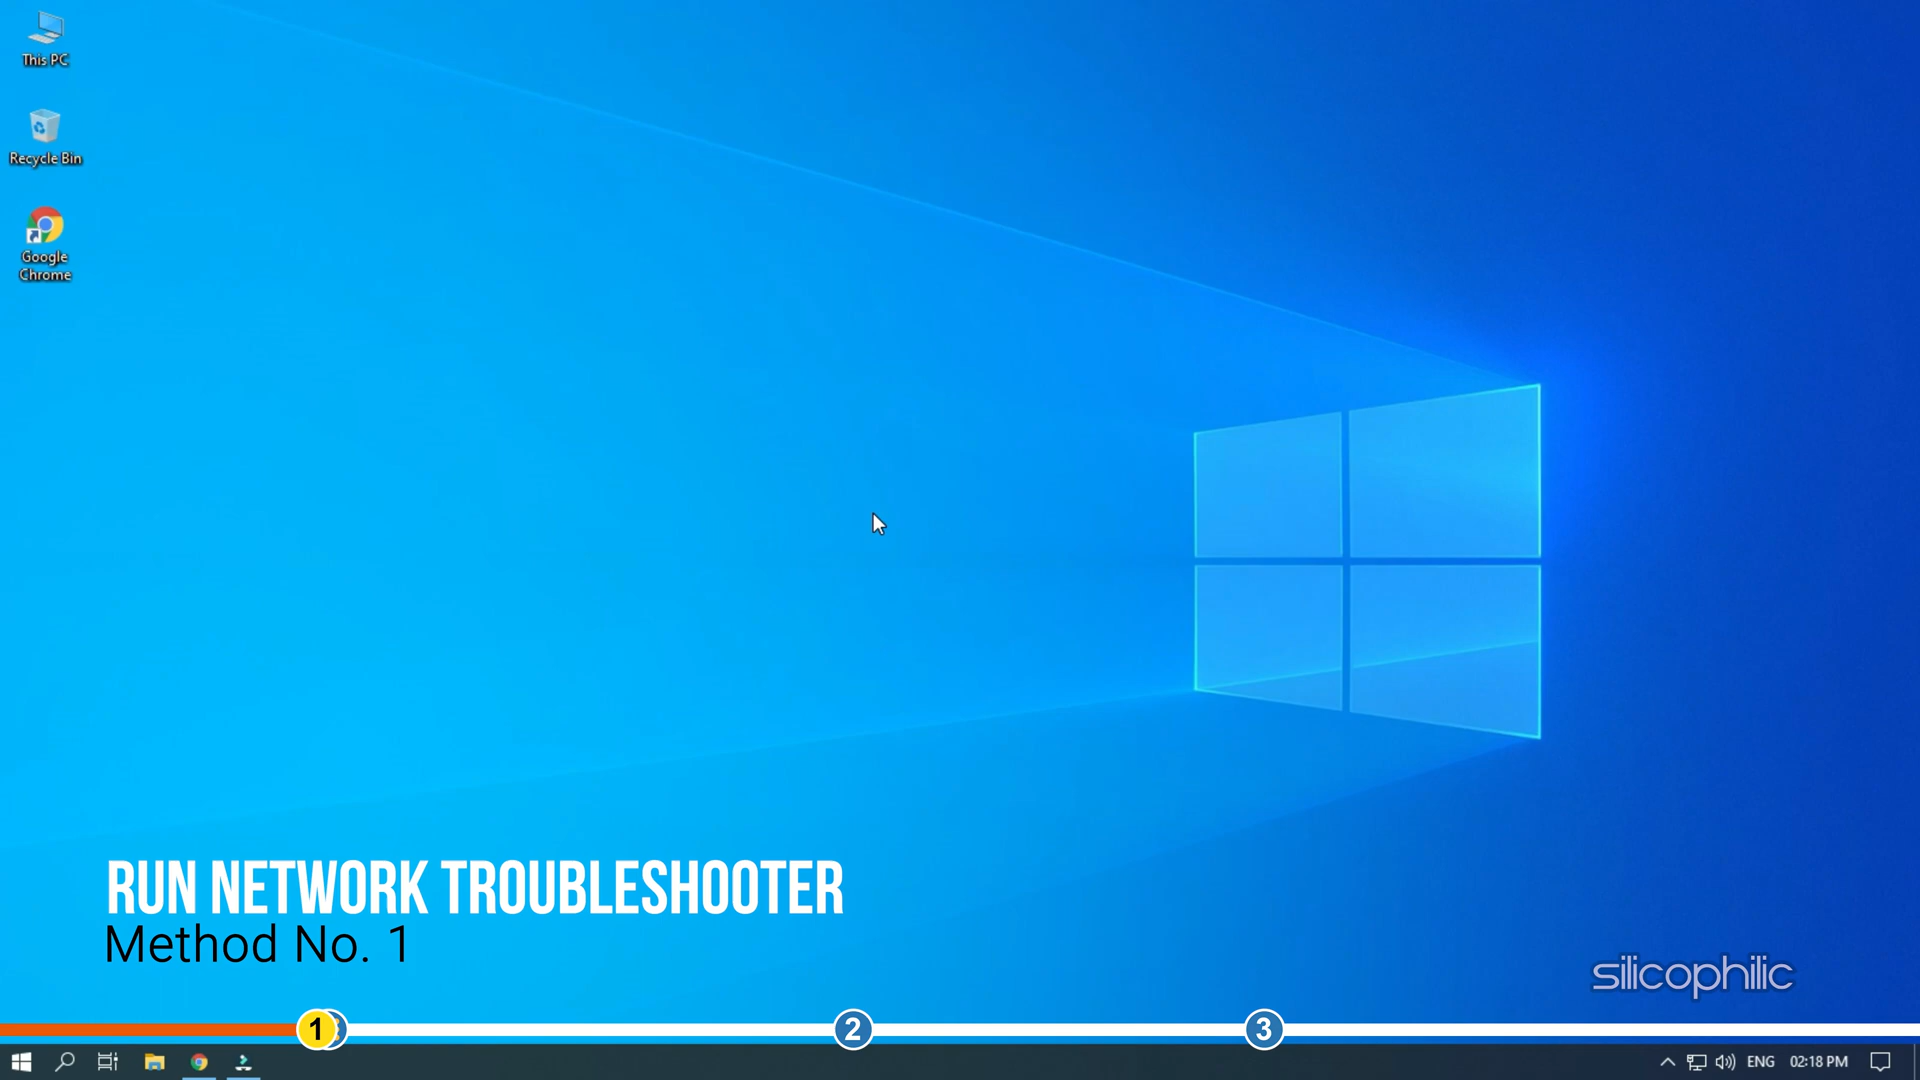 This PC
Recycle Bin
Google
Chrome
RUN NETWORK TROUBLESHOOTER
Method No. 1
silicophilic
1
2
3
ENG
02:18 PM